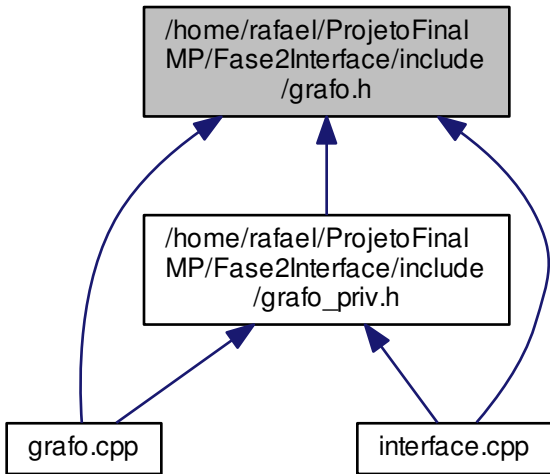 /home/rafael/ProjetoFinal
MP/Fase2Interface/include
/grafo.h
/home/rafael/ProjetoFinal
MP/Fase2Interface/include
/grafo_priv.h
grafo.cpp
interface.cpp